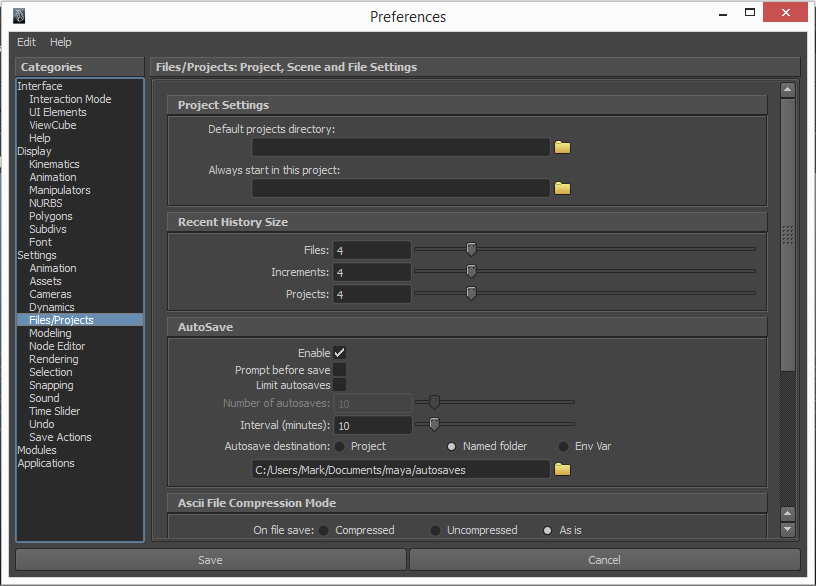 Preferences
Edit Help
Categories
Interface
Interaction Mode
UI Elements
ViewCube
Help
Display
Kinematics
Animation
Manipulators
NURBS
Polygons
Subdivs
Font
Settings
Animation
Assets
Cameras
Dynamics
Files/Projects
Modeling
Node Editor
Rendering
Selection
Snapping
Sound
Time Slider
Undo
Save Actions
Modules
Applications
Files/Projects: Project, Scene and File Settings
Project Settings
Default projects directory:
Always start in this project:
Recent History Size
Files: 4
Increments: 4
Projects: 4
AutoSave
Enable
Prompt before save
Limit autosaves
Number of autosaves: 10
Interval (minutes): 10
Autosave destination: Project Named folder Env Var
C:/Users/Mark/Documents/maya/autosaves
Ascii File Compression Mode
On file save: Compressed Uncompressed As is
Save Cancel